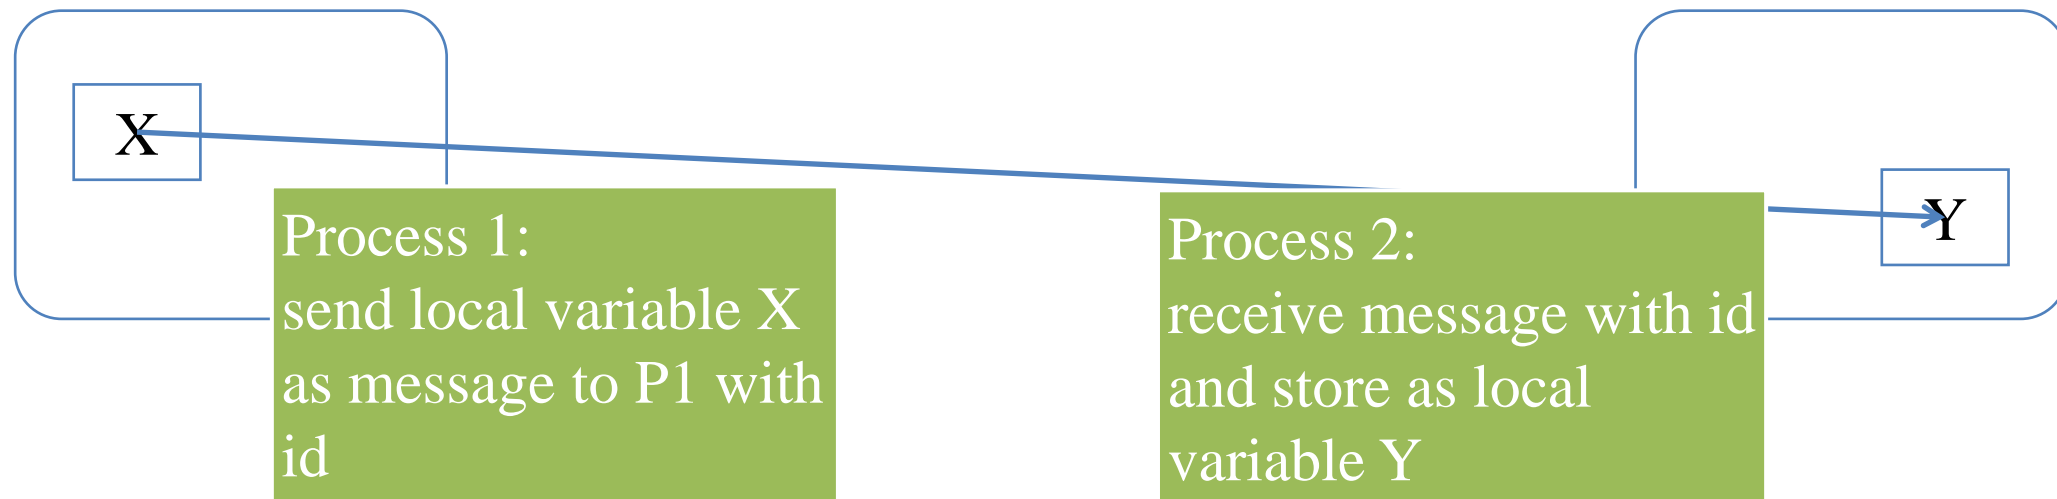 X
Process 1:
send local variable X
as message to P1 with
id
Process 2:
receive message with id
and store as local
variable Y
Y